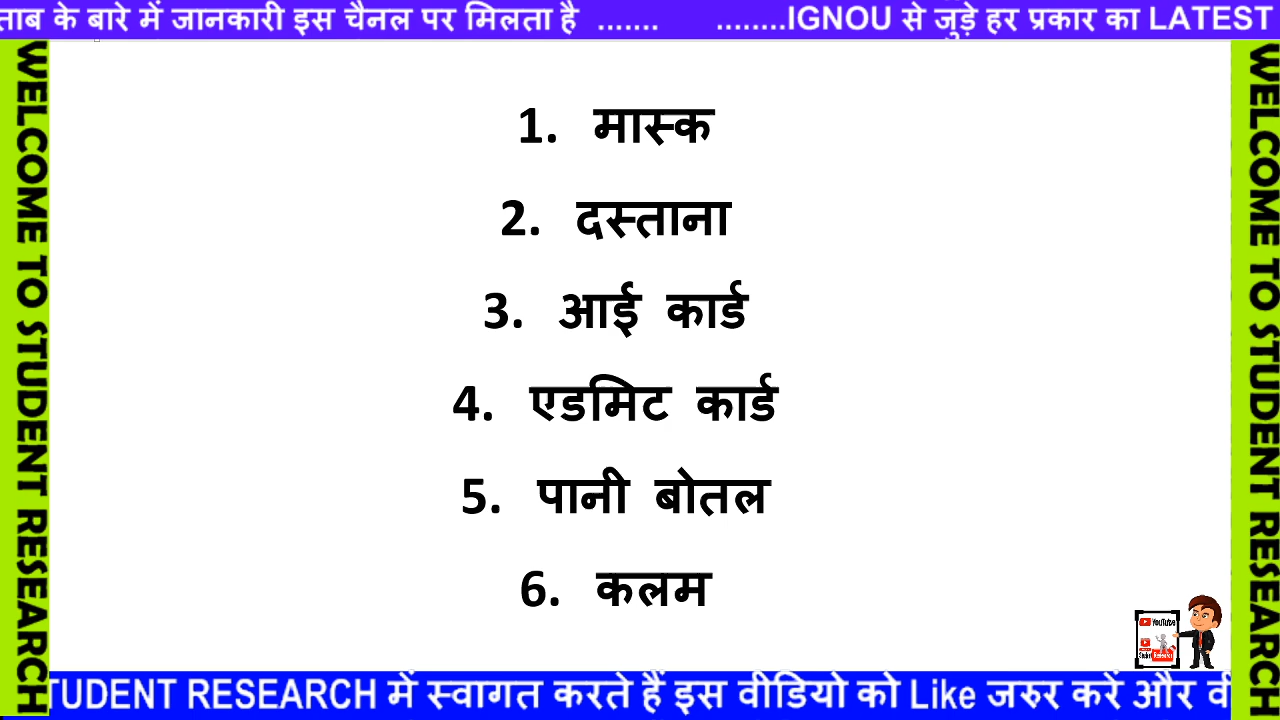 ताब के बारे में जानकारी इस चैनल पर मिलता है ....... ........IGNOU से जुड़े हर प्रकार का LATEST
WELCOME TO STUDENT RESEARCH
1. मास्क
2. दस्ताना
3. आई कार्ड
4. एडमिट कार्ड
5. पानी बोतल
6. कलम
WELCOME TO STUDENT RESEARCH
YouTube
TUDENT RESEARCH में स्वागत करते हैं इस वीडियो को Like जरुर करें और वी